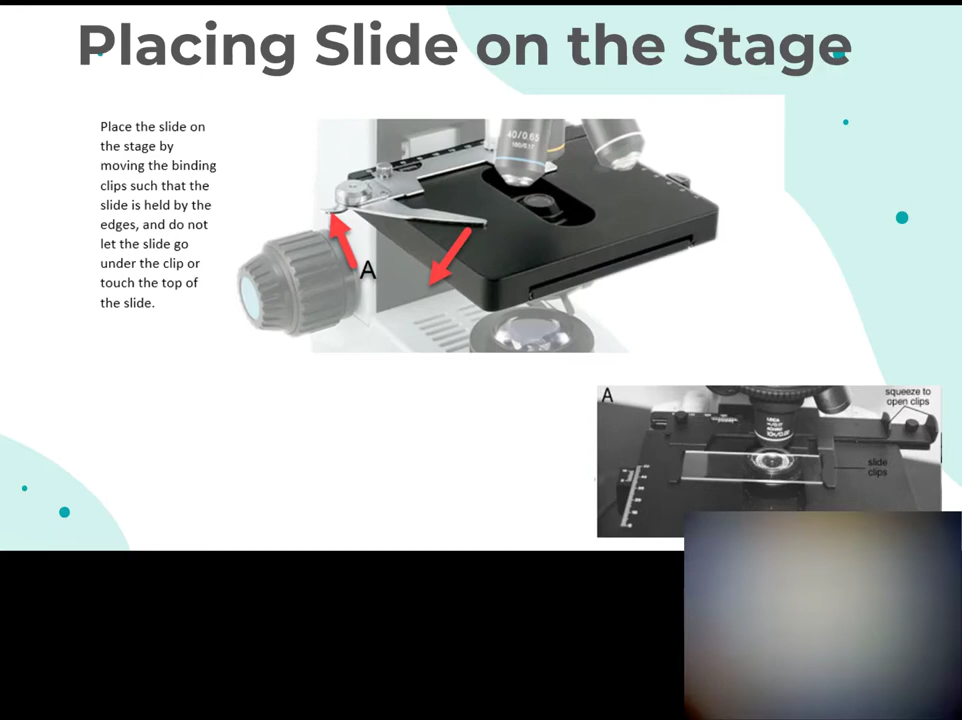 Placing Slide on the Stage
Place the slide on
the stage by
moving the binding
clips such that the
slide is held by the
edges, and do not
let the slide go
under the clip or
touch the top of
the slide.
40/0.65
160/0.17
A
A
squeeze to
open clips
slide
clips